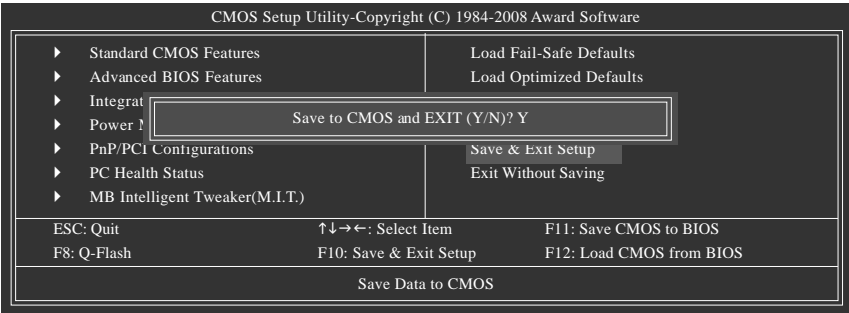 CMOS Setup Utility-Copyright (C) 1984-2008 Award Software
Standard CMOS Features
Advanced BIOS Features
Integrat
Power
PnP/PCI Configurations
PC Health Status
MB Intelligent Tweaker(M.I.T.)
Load Fail-Safe Defaults
Load Optimized Defaults
Save & Exit Setup
Exit Without Saving
Save to CMOS and EXIT (Y/N)? Y
ESC: Quit ↑↓→←: Select Item F11: Save CMOS to BIOS
F8: Q-Flash F10: Save & Exit Setup F12: Load CMOS from BIOS
Save Data to CMOS